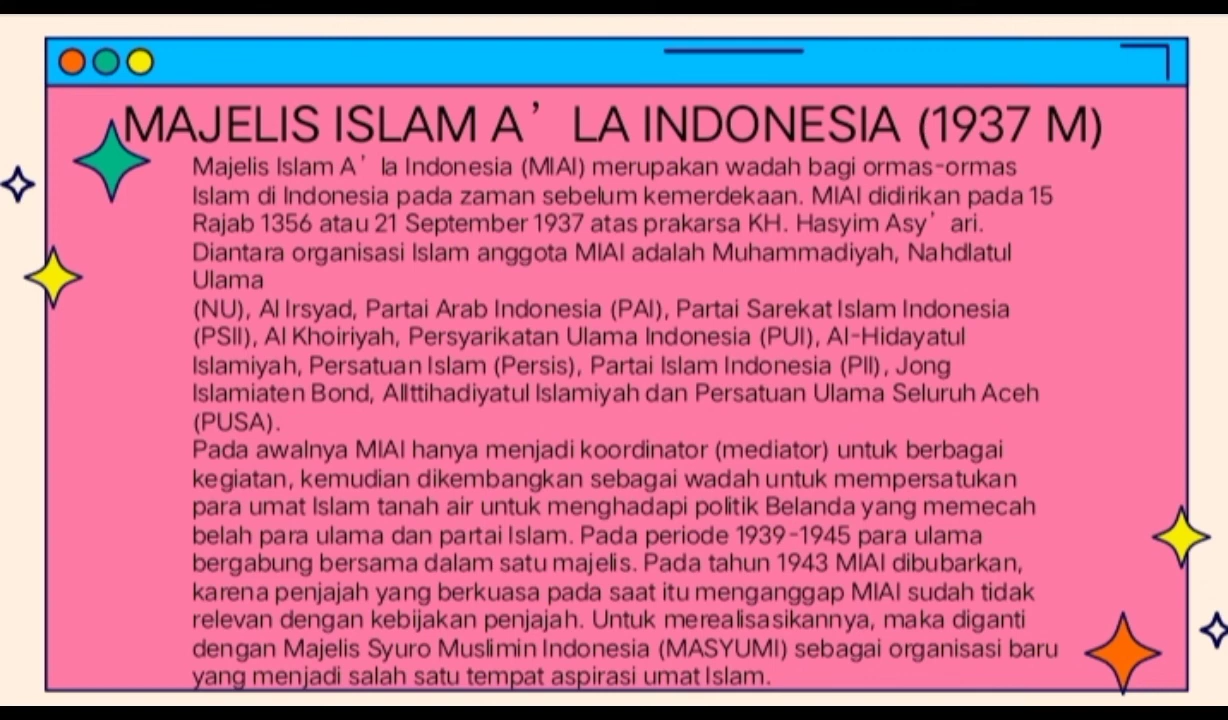 MAJELIS ISLAM A’ LA INDONESIA (1937 M)
Majelis Islam A’ la Indonesia (MIAI) merupakan wadah bagi ormas-ormas
Islam di Indonesia pada zaman sebelum kemerdekaan. MIAI didirikan pada 15
Rajab 1356 atau 21 September 1937 atas prakarsa KH. Hasyim Asy’ ari.
Diantara organisasi Islam anggota MIAI adalah Muhammadiyah, Nahdlatul
Ulama
(NU), Al Irsyad, Partai Arab Indonesia (PAI), Partai Sarekat Islam Indonesia
(PSII), Al Khoiriyah, Persyarikatan Ulama Indonesia (PUI), Al-Hidayatul
Islamiyah, Persatuan Islam (Persis), Partai Islam Indonesia (PII), Jong
Islamiaten Bond, AlIttihadiyatul Islamiyah dan Persatuan Ulama Seluruh Aceh
(PUSA).
Pada awalnya MIAI hanya menjadi koordinator (mediator) untuk berbagai
kegiatan, kemudian dikembangkan sebagai wadah untuk mempersatukan
para umat Islam tanah air untuk menghadapi politik Belanda yang memecah
belah para ulama dan partai Islam. Pada periode 1939-1945 para ulama
bergabung bersama dalam satu majelis. Pada tahun 1943 MIAI dibubarkan,
karena penjajah yang berkuasa pada saat itu menganggap MIAI sudah tidak
relevan dengan kebijakan penjajah. Untuk merealisasikannya, maka diganti
dengan Majelis Syuro Muslimin Indonesia (MASYUMI) sebagai organisasi baru
yang menjadi salah satu tempat aspirasi umat Islam.